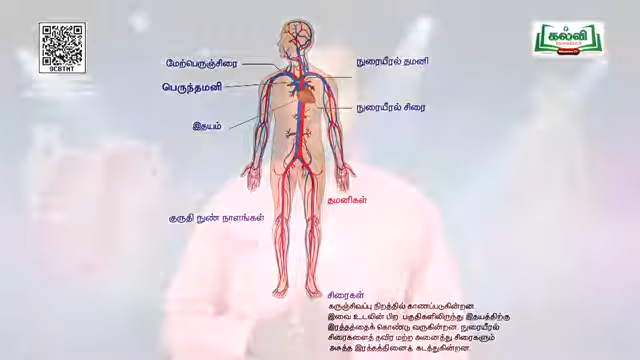 9CBTHT
கல்வி
மேற்பெருஞ்சிரை
நுரையீரல் தமனி
பெருந்தமனி
நுரையீரல் சிரை
இதயம்
தமனிகள்
குருதி நுண் நாளங்கள்
சிரைகள்
கருஞ்சிவப்பு நிறத்தில் காணப்படுகின்றன.
இவை உடலின் பிற பகுதிகளிலிருந்து இதயத்திற்கு
இரத்தத்தைக் கொண்டு வருகின்றன. நுரையீரல்
சிரைகளைத் தவிர மற்ற அனைத்து சிரைகளும்
அசுத்த இரத்தத்தினைக் கடத்துகின்றன.